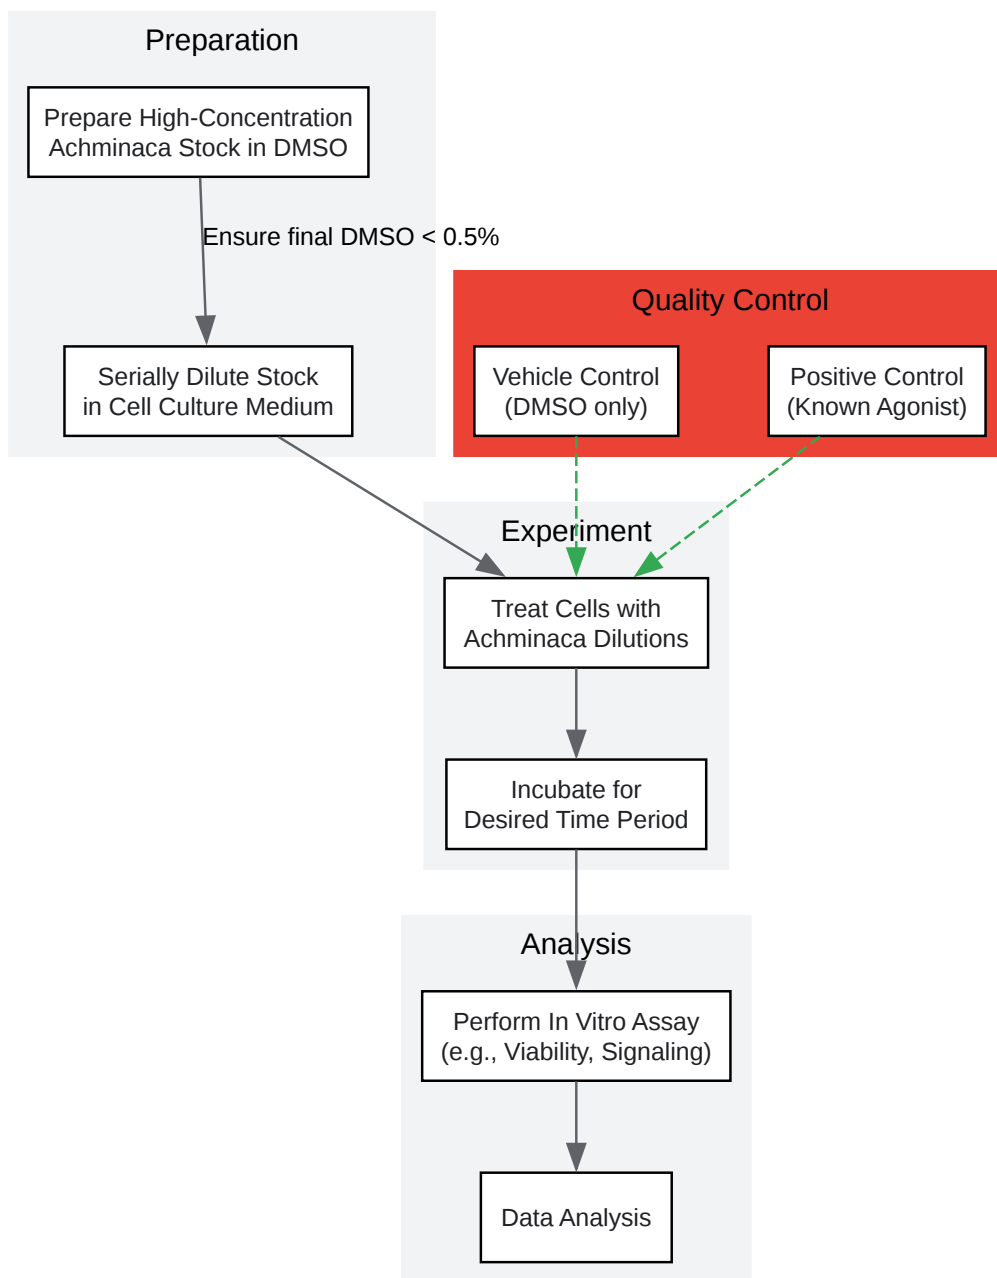 Preparation
Prepare High-Concentration
Achminaca Stock in DMSO
Ensure final DMSO < 0.5%
Serially Dilute Stock
in Cell Culture Medium
Quality Control
Vehicle Control
(DMSO only)
Positive Control
(Known Agonist)
Experiment
Treat Cells with
Achminaca Dilutions
Incubate for
Desired Time Period
Analysis
Perform In Vitro Assay
(e.g., Viability, Signaling)
Data Analysis